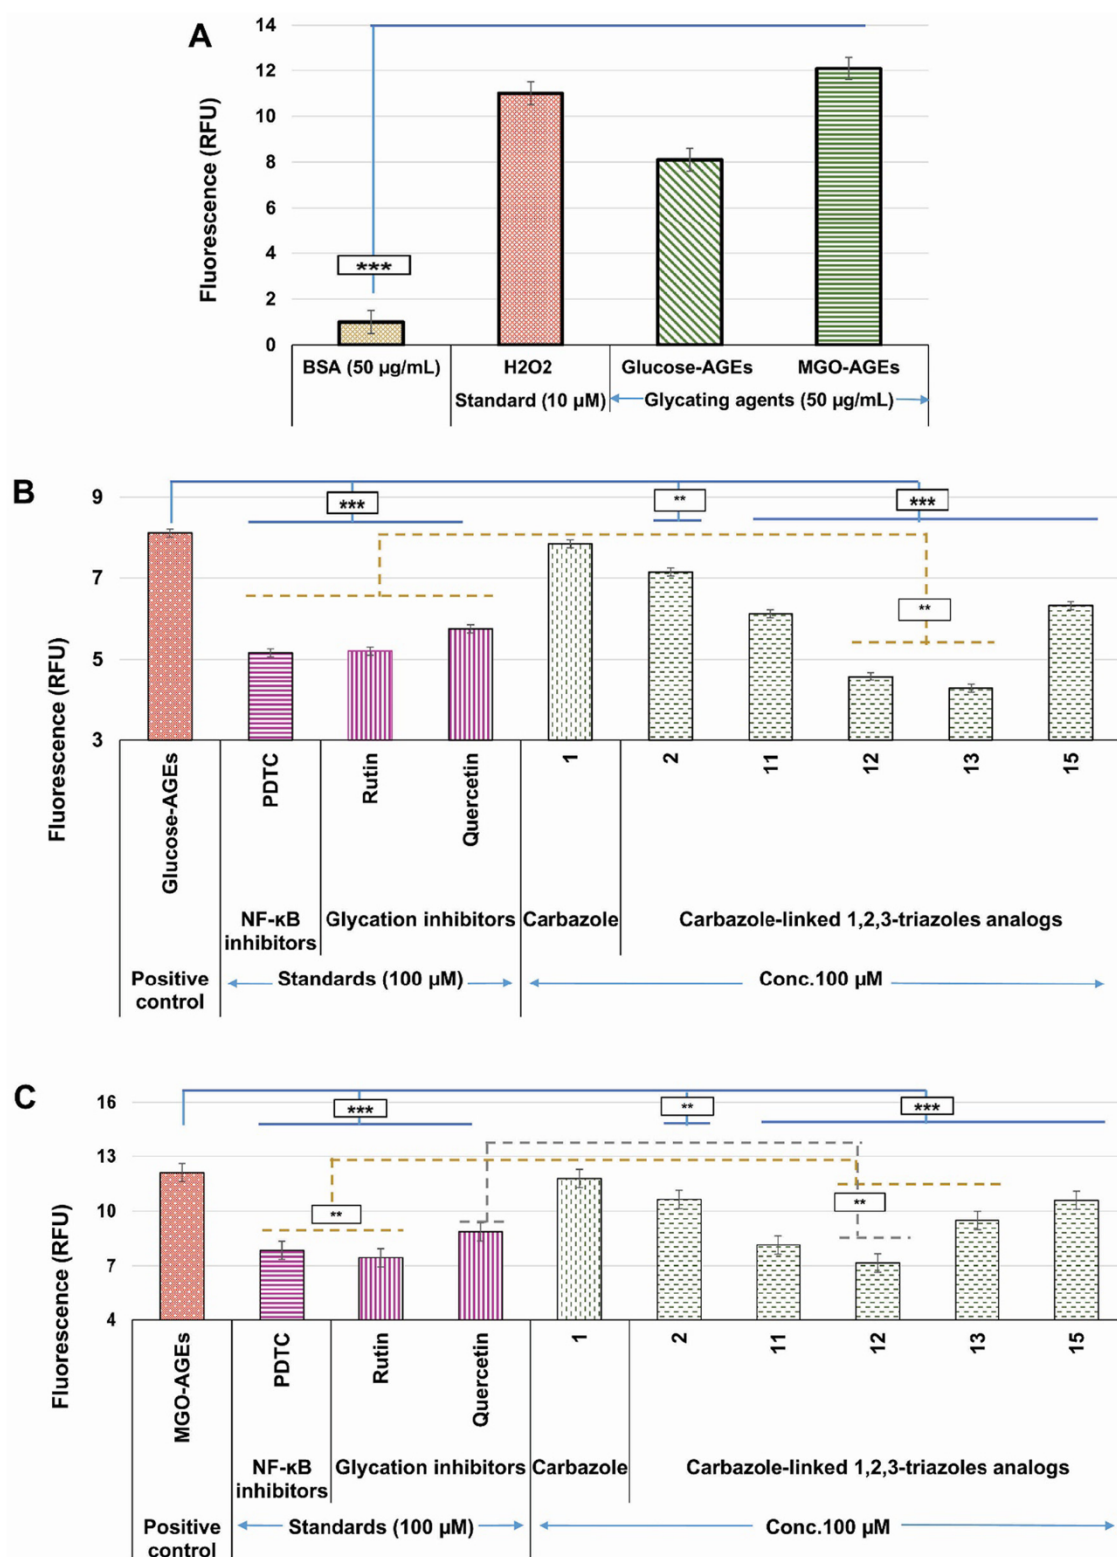 A
Fluorescence (RFU)
14
12
10
8
6
4
2
0
***
BSA (50 µg/mL)
H2O2
Glucose-AGEs
MGO-AGEs
Standard (10 µM)
Glycating agents (50 µg/mL)
B
Fluorescence (RFU)
9
7
5
3
***
**
***
**
Glucose-AGEs
PDTC
Rutin
Quercetin
1
2
11
12
13
15
NF-κB
inhibitors
Glycation inhibitors
Carbazole
Carbazole-linked 1,2,3-triazoles analogs
Positive
control
Standards (100 µM)
Conc.100 µM
C
Fluorescence (RFU)
16
13
10
7
4
***
**
***
**
**
MGO-AGEs
PDTC
Rutin
Quercetin
1
2
11
12
13
15
NF-κB
inhibitors
Glycation inhibitors
Carbazole
Carbazole-linked 1,2,3-triazoles analogs
Positive
control
Standards (100 µM)
Conc.100 µM